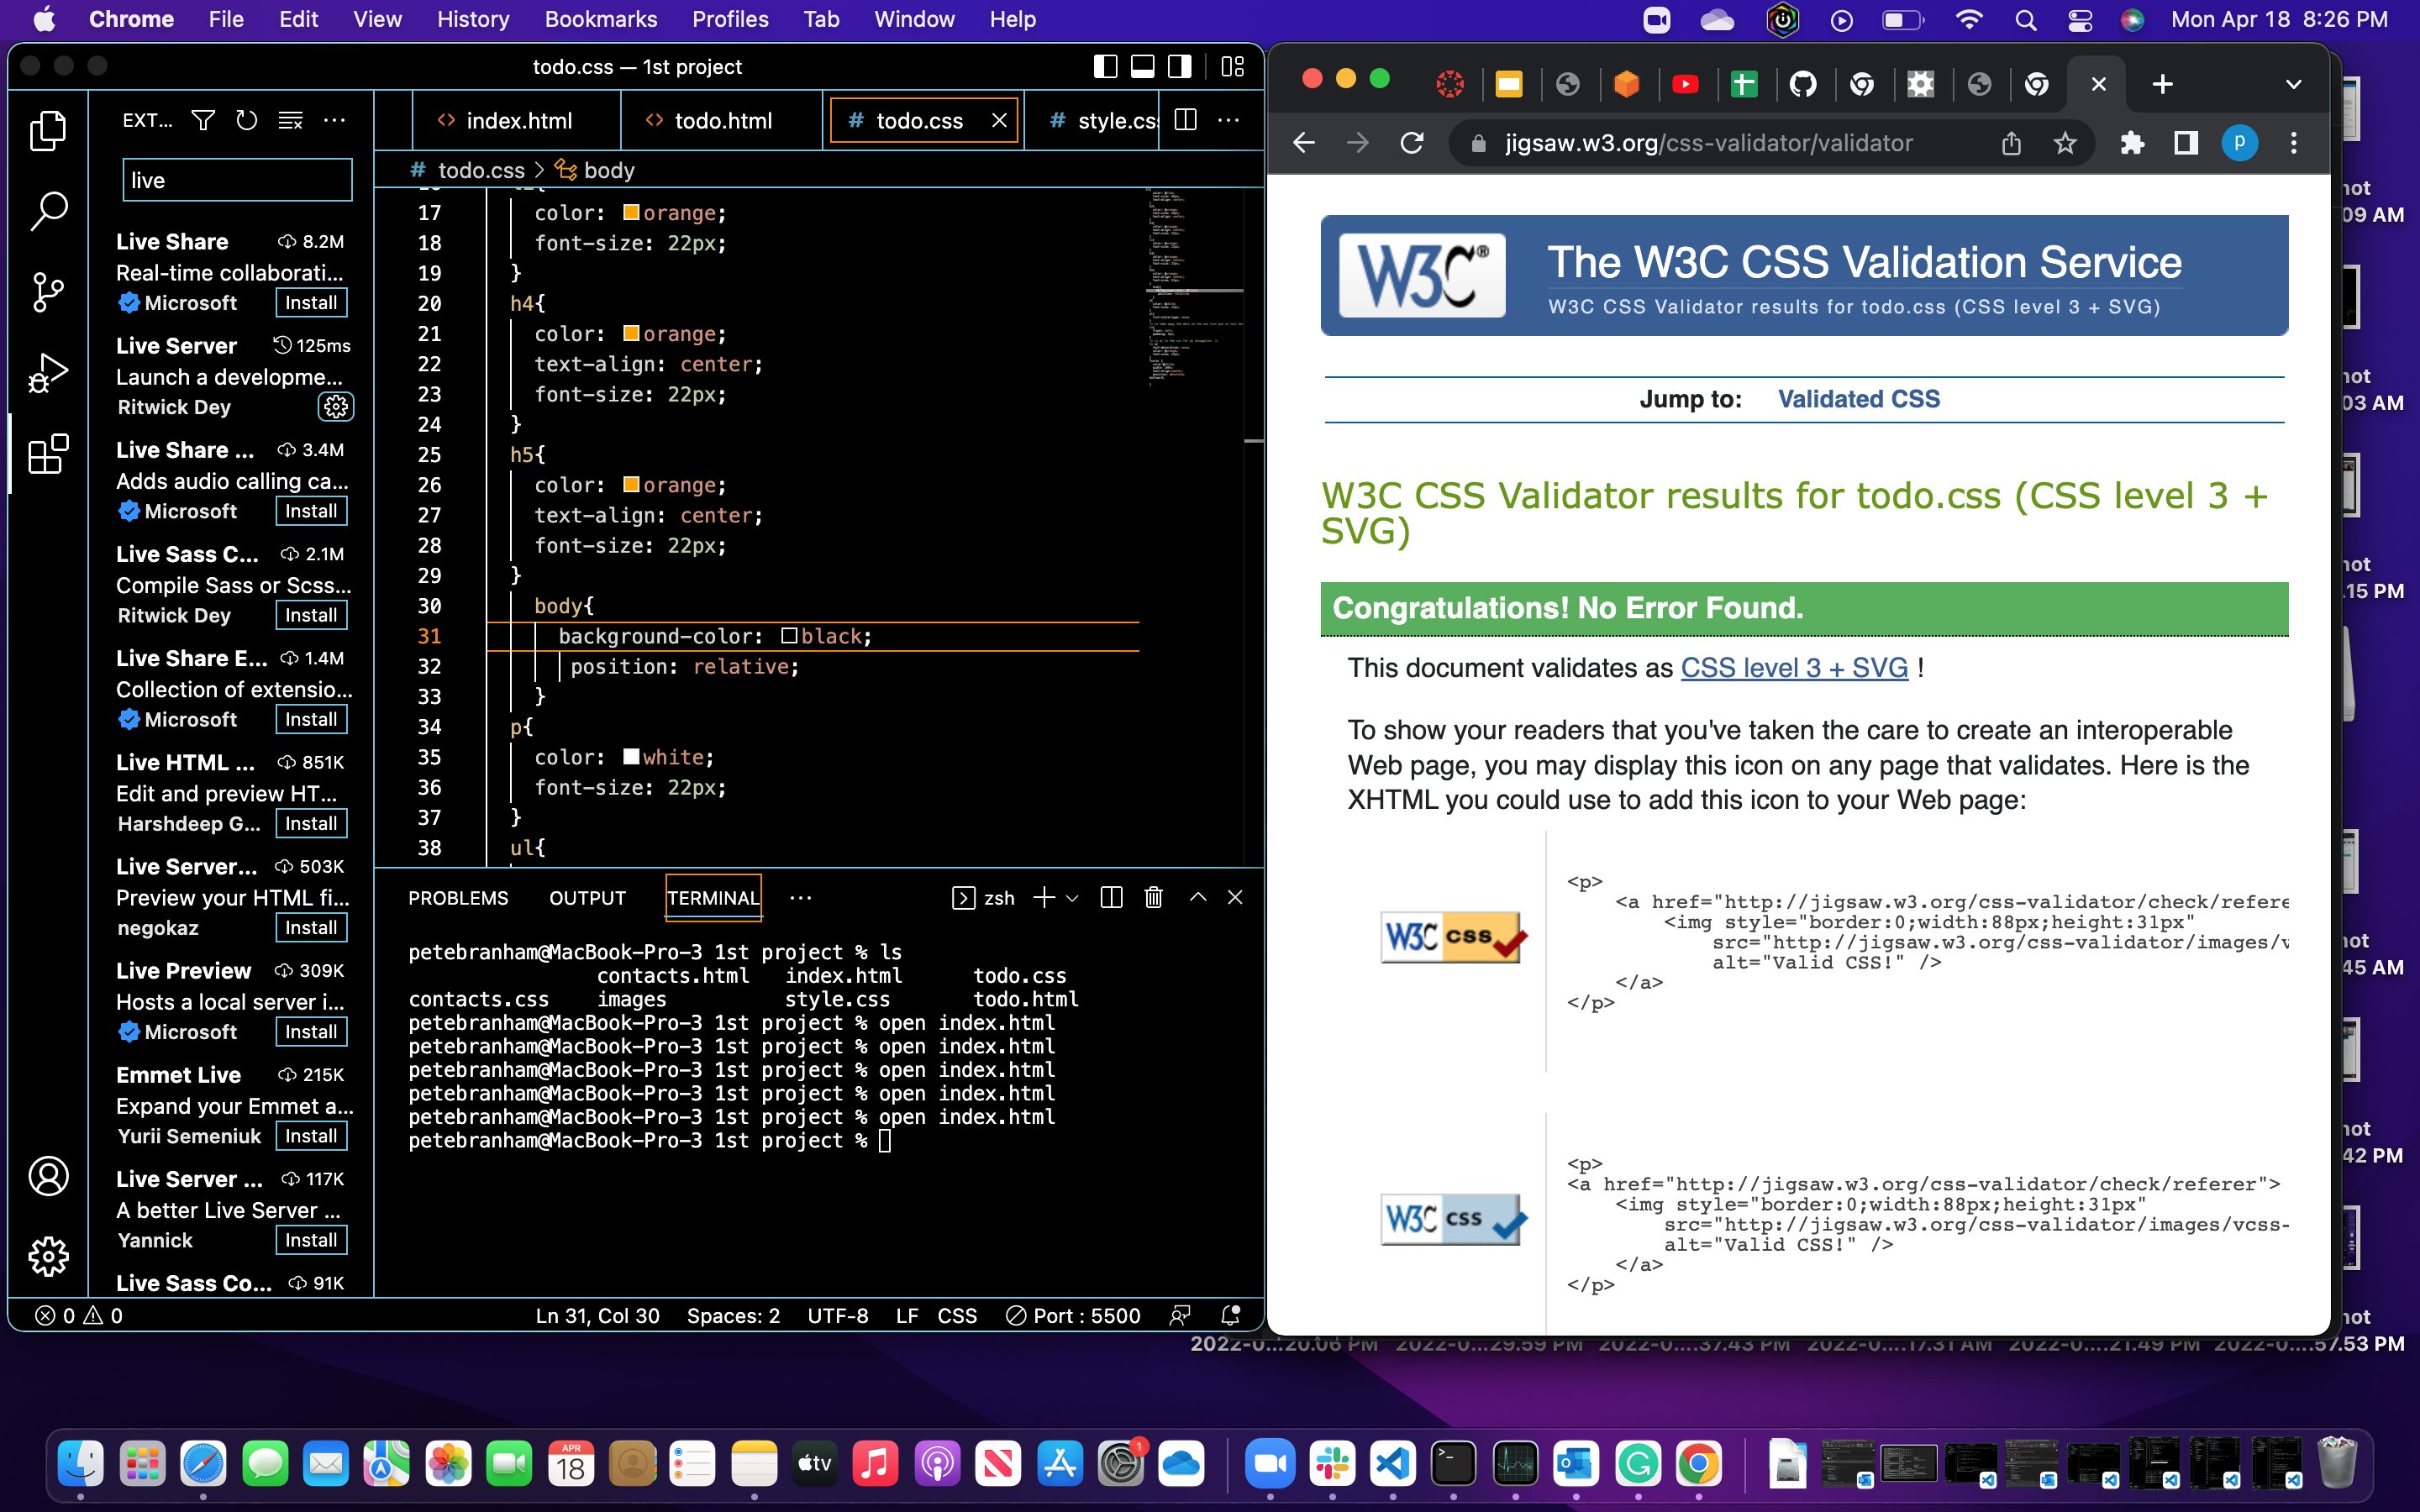 Chrome File Edit View History Bookmarks Profiles Tab Window Help
Mon Apr 18 8:26 PM
todo.css — 1st project
EXT...
live
Live Share 8.2M
Real-time collaborati...
Microsoft Install
Live Server 125ms
Launch a developme...
Ritwick Dey
Live Share ... 3.4M
Adds audio calling ca...
Microsoft Install
Live Sass C... 2.1M
Compile Sass or Scss...
Ritwick Dey Install
Live Share E... 1.4M
Collection of extensio...
Microsoft Install
Live HTML ... 851K
Edit and preview HT...
Harshdeep G... Install
Live Server... 503K
Preview your HTML fi...
negokaz Install
Live Preview 309K
Hosts a local server i...
Microsoft Install
Emmet Live 215K
Expand your Emmet a...
Yurii Semeniuk Install
Live Server ... 117K
A better Live Server ...
Yannick Install
Live Sass Co... 91K
index.html todo.html # todo.css # style.cs
# todo.css > body
17 color: orange;
18 font-size: 22px;
19 }
20 h4{
21 color: orange;
22 text-align: center;
23 font-size: 22px;
24 }
25 h5{
26 color: orange;
27 text-align: center;
28 font-size: 22px;
29 }
30 body{
31 background-color: black;
32 position: relative;
33 }
34 p{
35 color: white;
36 font-size: 22px;
37 }
38 ul{
PROBLEMS OUTPUT TERMINAL ... zsh
petebranham@MacBook-Pro-3 1st project % ls
contacts.html index.html todo.css
contacts.css images style.css todo.html
petebranham@MacBook-Pro-3 1st project % open index.html
petebranham@MacBook-Pro-3 1st project % open index.html
petebranham@MacBook-Pro-3 1st project % open index.html
petebranham@MacBook-Pro-3 1st project % open index.html
petebranham@MacBook-Pro-3 1st project % open index.html
petebranham@MacBook-Pro-3 1st project %
0 0 Ln 31, Col 30 Spaces: 2 UTF-8 LF CSS Port : 5500
jigsaw.w3.org/css-validator/validator
p
W3C®
The W3C CSS Validation Service
W3C CSS Validator results for todo.css (CSS level 3 + SVG)
Jump to: Validated CSS
W3C CSS Validator results for todo.css (CSS level 3 +
SVG)
Congratulations! No Error Found.
This document validates as CSS level 3 + SVG !
To show your readers that you've taken the care to create an interoperable
Web page, you may display this icon on any page that validates. Here is the
XHTML you could use to add this icon to your Web page:
W3C css
<p>
<a href="http://jigsaw.w3.org/css-validator/check/refere
<img style="border:0;width:88px;height:31px"
src="http://jigsaw.w3.org/css-validator/images/v
alt="Valid CSS!" />
</a>
</p>
W3C css
<p>
<a href="http://jigsaw.w3.org/css-validator/check/referer">
<img style="border:0;width:88px;height:31px"
src="http://jigsaw.w3.org/css-validator/images/vcss-
alt="Valid CSS!" />
</a>
</p>
not
09 AM
not
03 AM
not
.15 PM
not
45 AM
not
42 PM
not
2022-0...20.06 PM 2022-0....29.59 PM 2022-0....37.43 PM 2022-0....17.31 AM 2022-0....21.49 PM 2022-0....57.53 PM
APR
18
tv
1